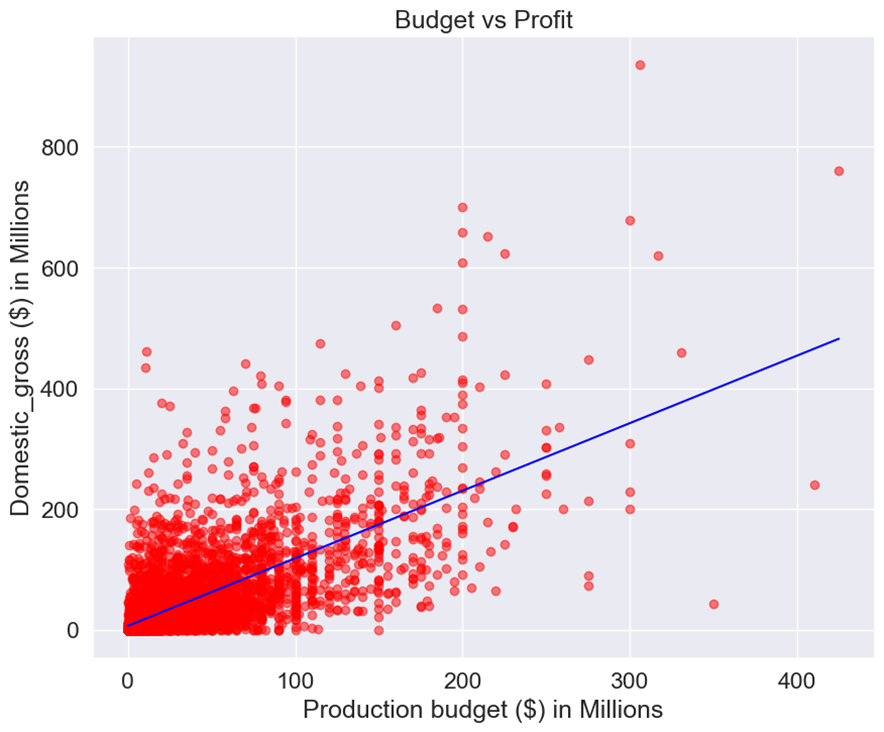 Budget vs Profit
Domestic_gross ($) in Millions
800
600
400
200
0
0 100 200 300 400
Production budget ($) in Millions